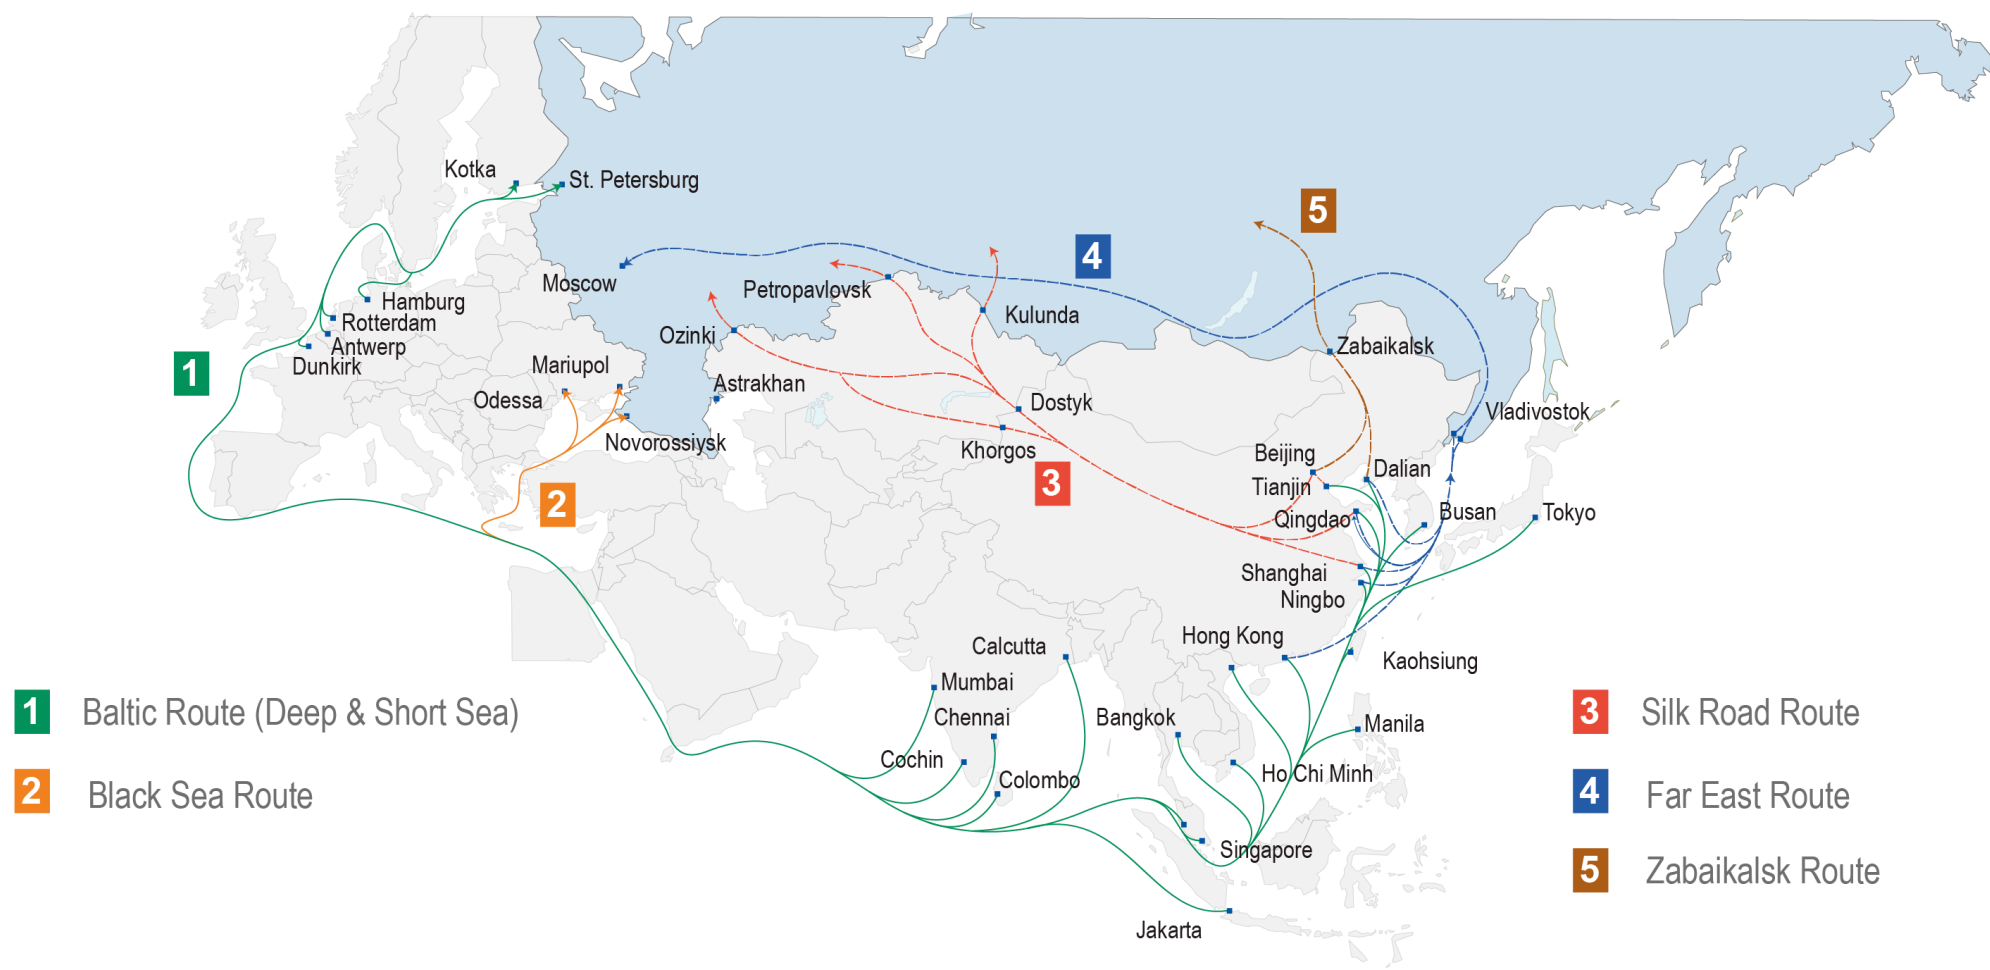 Kotka
St. Petersburg
5
4
Moscow
Petropavlovsk
Hamburg
Kulunda
Rotterdam
Ozinki
Antwerp
Zabaikalsk
Dunkirk
1
Mariupol
Astrakhan
Odessa
Dostyk
Vladivostok
Novorossiysk
Khorgos
Beijing
Dalian
3
Tianjin
2
Qingdao
Busan
Tokyo
Shanghai
Ningbo
Hong Kong
Calcutta
Kaohsiung
Mumbai
Chennai
Bangkok
Manila
Cochin
Colombo
Ho Chi Minh
Singapore
Jakarta
1 Baltic Route (Deep & Short Sea)
2 Black Sea Route
3 Silk Road Route
4 Far East Route
5 Zabaikalsk Route